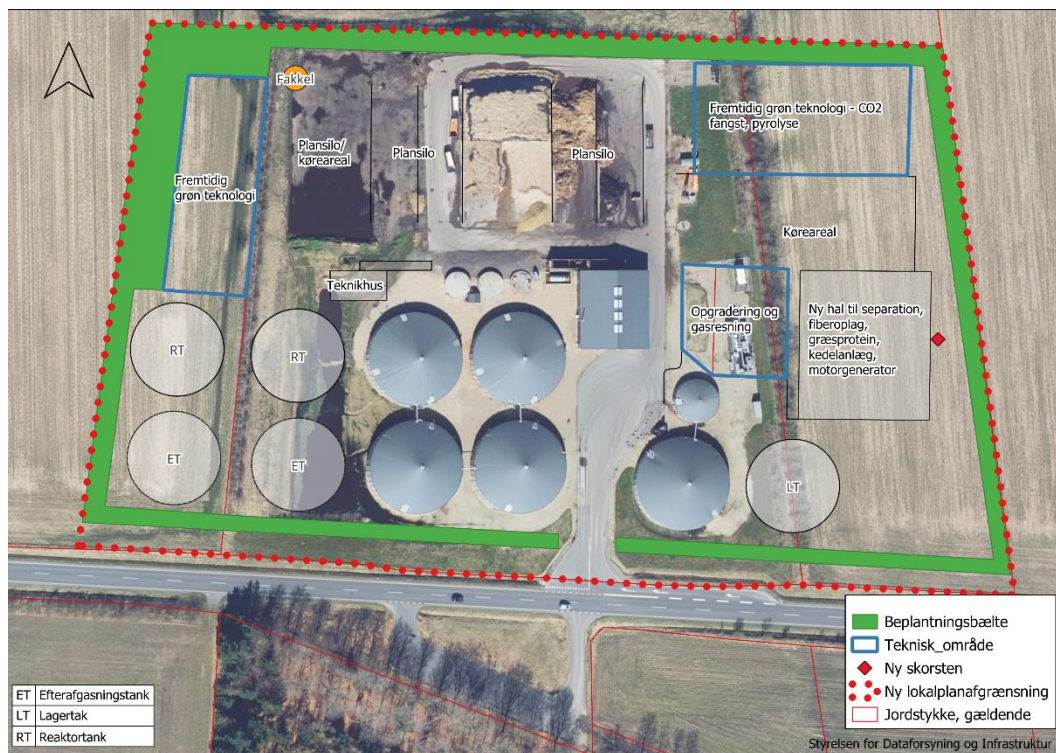 Fakkel
Fremtidig grøn teknologi - CO2
fangst, pyrolyse
Plansilo/
køreareal
Plansilo
Plansilo
Fremtidig
grøn teknologi
Køreareal
Teknikhus
Opgradering og
gasresning
Ny hal til separation,
fiberoplag,
græsprotein,
kedelanlæg,
motorgenerator
RT
RT
ET
ET
LT
Beplantningsbælte
Teknisk_område
Ny skorsten
Ny lokalplanafgrænsning
Jordstykke, gældende
ET Efterafgasningstank
LT Lagertak
RT Reaktortank
Styrelsen for Dataforsyning og Infrastruktur